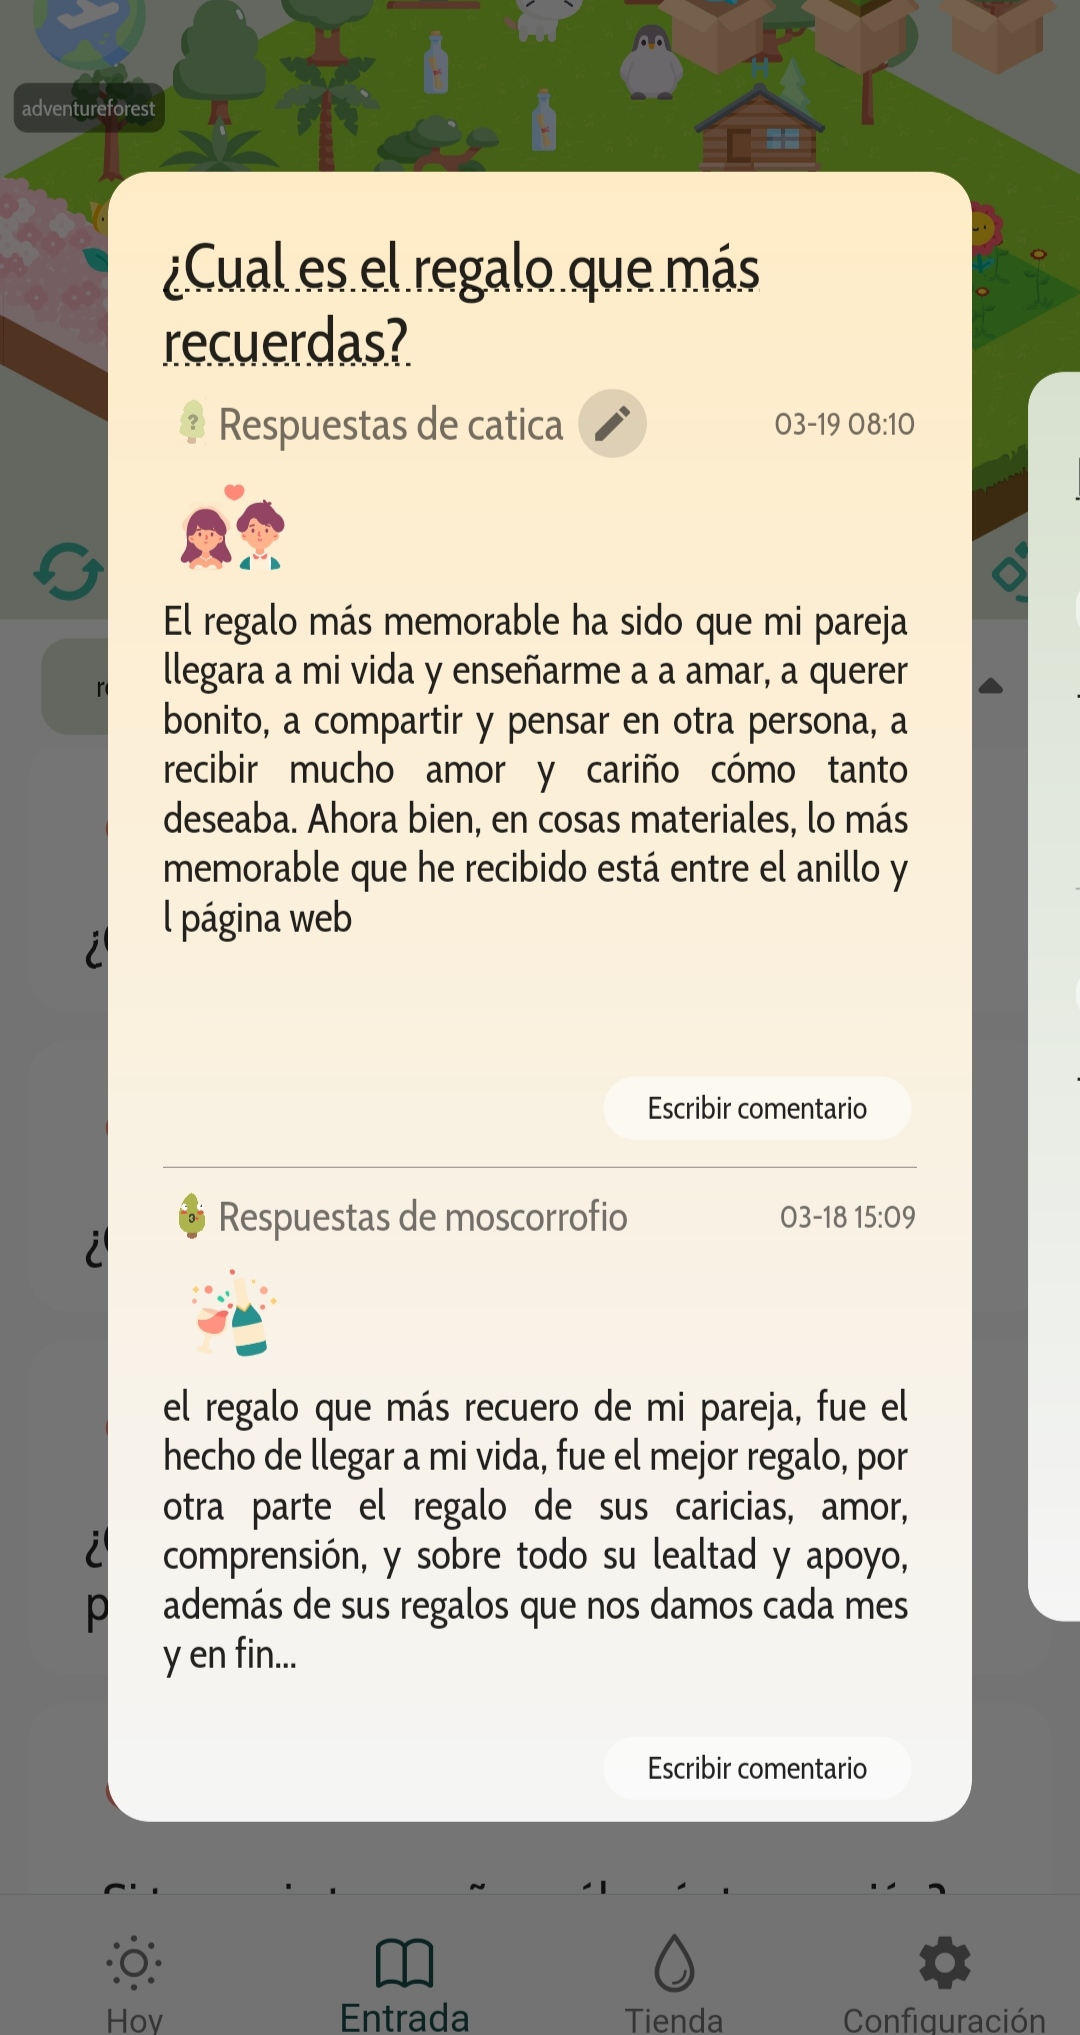 adventureforest
¿Cual es el regalo que más
recuerdas?
Respuestas de catica
03-19 08:10
El regalo más memorable ha sido que mi pareja
llegara a mi vida y enseñarme a a amar, a querer
bonito, a compartir y pensar en otra persona, a
recibir mucho amor y cariño cómo tanto
deseaba. Ahora bien, en cosas materiales, lo más
memorable que he recibido está entre el anillo y
l página web
Escribir comentario
Respuestas de moscorrofio
03-18 15:09
el regalo que más recuero de mi pareja, fue el
hecho de llegar a mi vida, fue el mejor regalo, por
otra parte el regalo de sus caricias, amor,
comprensión, y sobre todo su lealtad y apoyo,
además de sus regalos que nos damos cada mes
y en fin...
Escribir comentario
Hoy
Entrada
Tienda
Configuración